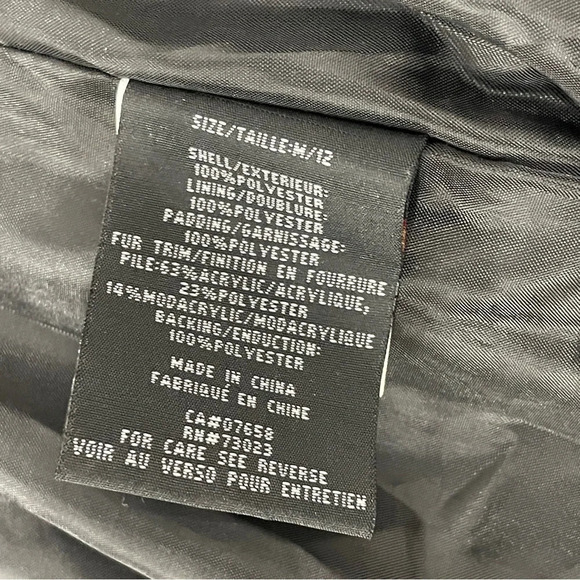 SIZE/TAILLE:M/12
SHELL/EXTERIEUR:
100%POLYESTER
LINING/DOUBLURE:
100%POLYESTER
PADDING/GARNISSAGE:
100%POLYESTER
FUR TRIM/FINITION EN FOURRURE
PILE:63%ACRYLIC/ACRYLIQUE,
23%POLYESTER
14%MODACRYLIC/MODACRYLIQUE
BACKING/ENDUCTION:
100%POLYESTER
MADE IN CHINA
FABRIQUÉ EN CHINE
CA#07658
RN#73023
FOR CARE SEE REVERSE
VOIR AU VERSO POUR ENTRETIEN